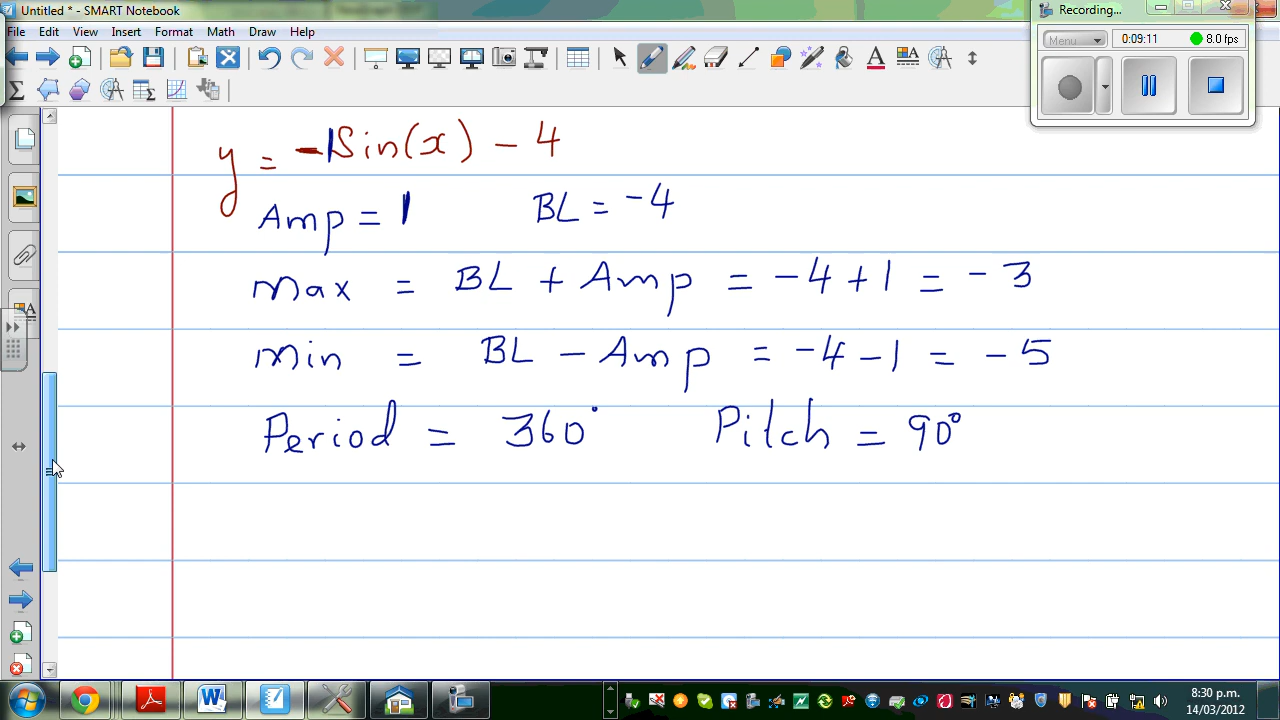 Untitled * - SMART Notebook
File Edit View Insert Format Math Draw Help
Recording...
Menu 0:09:11 8.0 fps
y = -1Sin(x) - 4
Amp = 1 BL = -4
max = BL + Amp = -4 + 1 = -3
min = BL - Amp = -4 - 1 = -5
Period = 360° Pitch = 90°
8:30 p.m.
14/03/2012